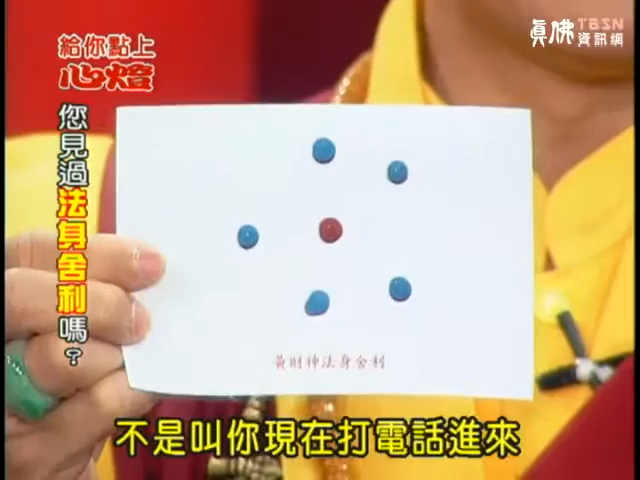 給你點上
心燈
真佛
TBSN
資訊網
您見過法身舍利嗎？
黃財神法身舍利
不是叫你現在打電話進來